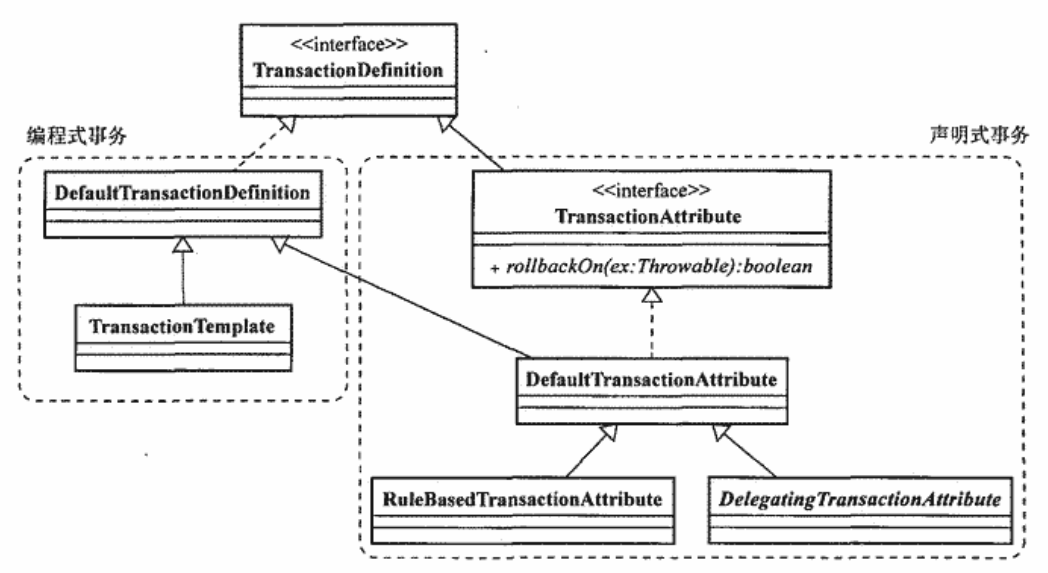 <<interface>>
TransactionDefinition
编程式事务
声明式事务
DefaultTransactionDefinition
<<interface>>
TransactionAttribute
+ rollbackOn(ex:Throwable):boolean
TransactionTemplate
DefaultTransactionAttribute
RuleBasedTransactionAttribute
DelegatingTransactionAttribute